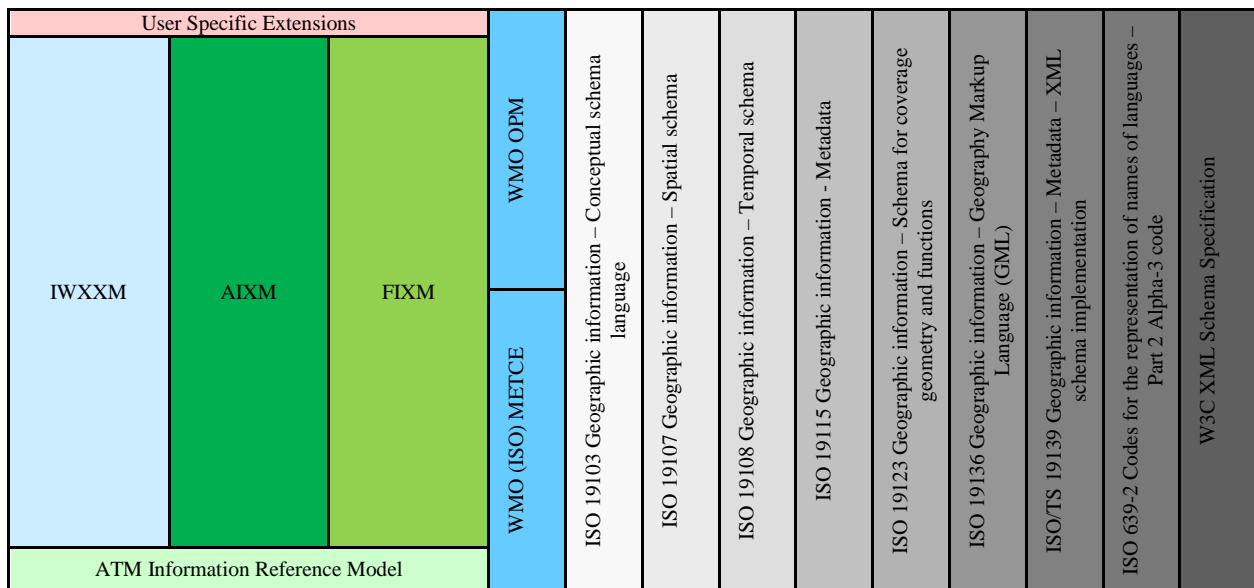 User Specific Extensions
IWXXM
AIXM
FIXM
ATM Information Reference Model
WMO OPM
WMO (ISO) METCE
ISO 19103 Geographic information – Conceptual schema
language
ISO 19107 Geographic information – Spatial schema
ISO 19108 Geographic information – Temporal schema
ISO 19115 Geographic information - Metadata
ISO 19123 Geographic information – Schema for coverage
geometry and functions
ISO 19136 Geographic information – Geography Markup
Language (GML)
ISO/TS 19139 Geographic information – Metadata – XML
schema implementation
ISO 639-2 Codes for the representation of names of languages –
Part 2 Alpha-3 code
W3C XML Schema Specification